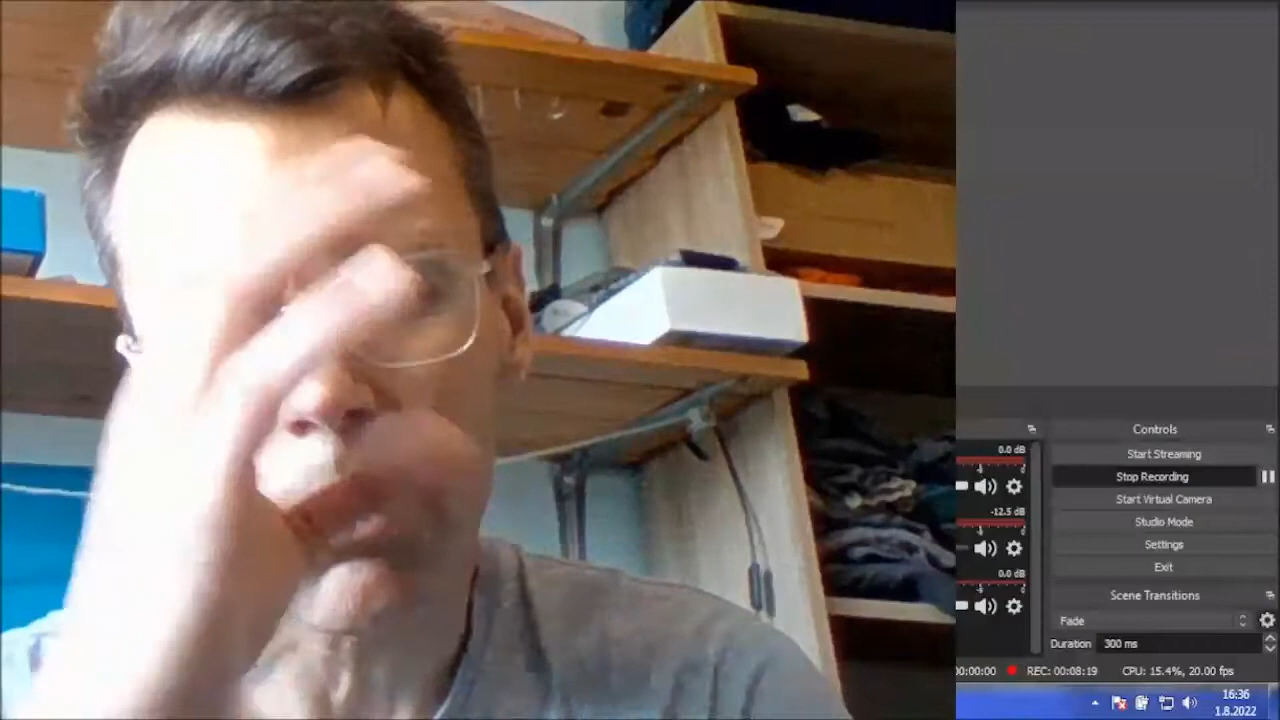 0.0 dB
-12.5 dB
0.0 dB
Controls
Start Streaming
Stop Recording
Start Virtual Camera
Studio Mode
Settings
Exit
Scene Transitions
Fade
Duration 300 ms
00:00:00 REC: 00:08:19 CPU: 15.4%, 20.00 fps
16:36
1.8.2022